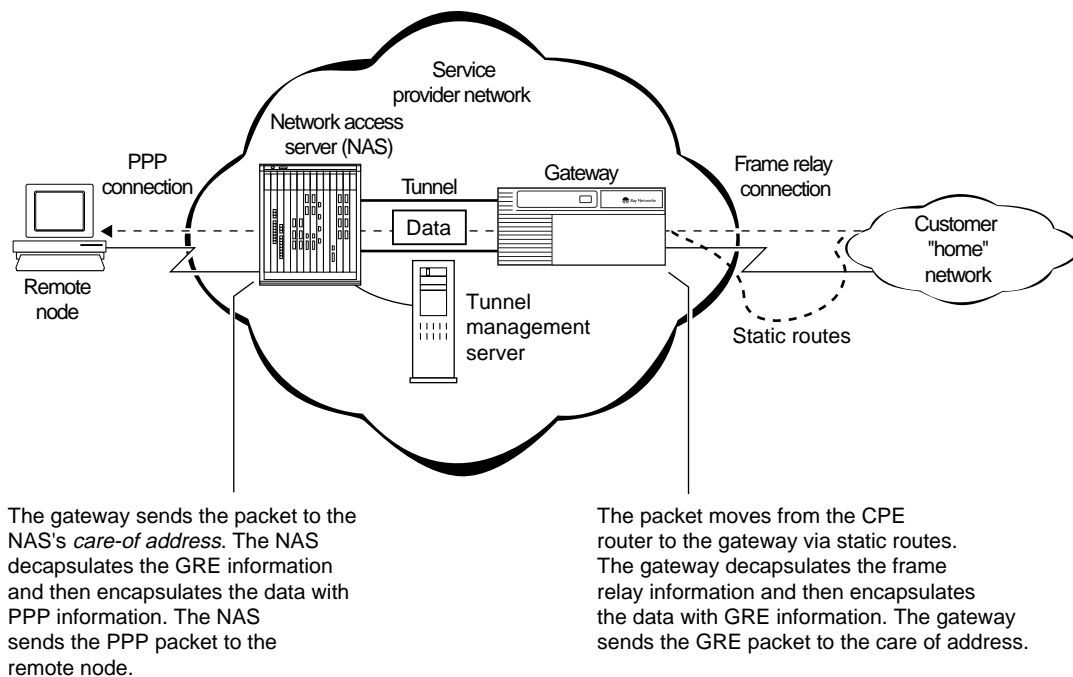 Service
provider network
Network access
server (NAS)
PPP
connection
Tunnel
Gateway
Frame relay
connection
Bay Networks
Data
Customer
"home"
network
Remote
node
Tunnel
management
server
Static routes
The gateway sends the packet to the
NAS's care-of address. The NAS
decapsulates the GRE information
and then encapsulates the data with
PPP information. The NAS
sends the PPP packet to the
remote node.
The packet moves from the CPE
router to the gateway via static routes.
The gateway decapsulates the frame
relay information and then encapsulates
the data with GRE information. The gateway
sends the GRE packet to the care of address.